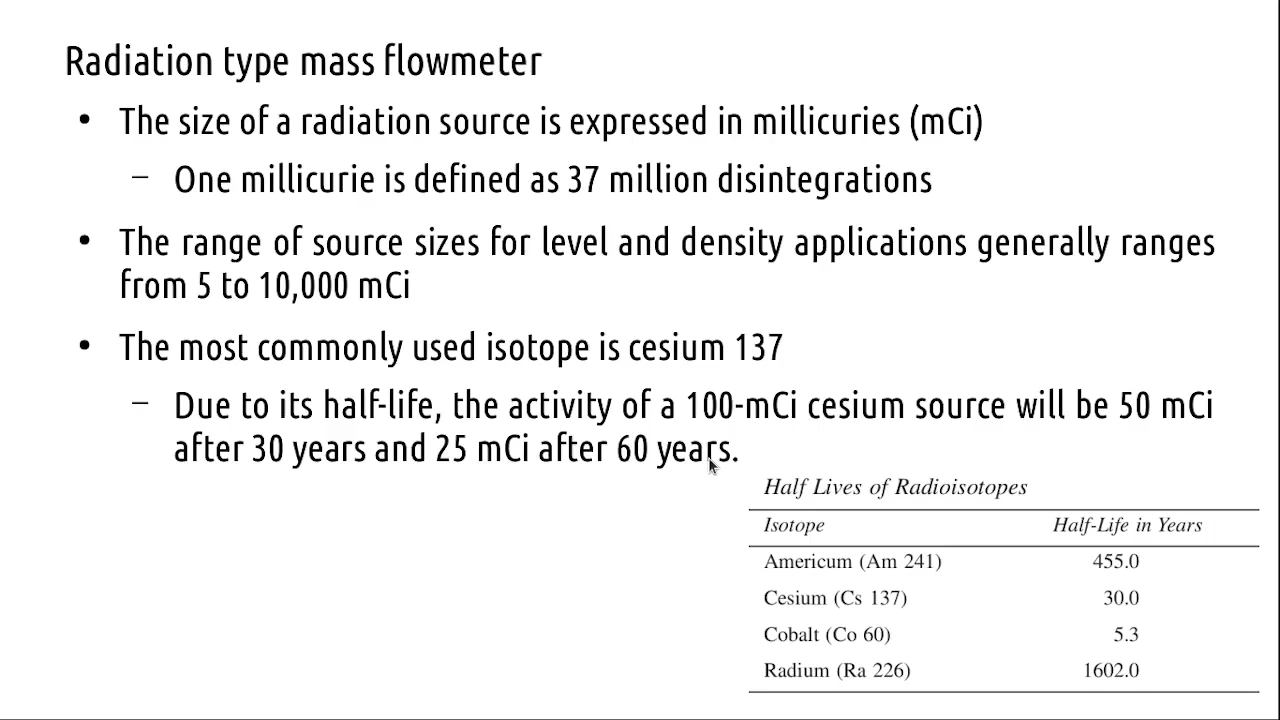 Radiation type mass flowmeter
• The size of a radiation source is expressed in millicuries (mCi)
– One millicurie is defined as 37 million disintegrations
• The range of source sizes for level and density applications generally ranges
from 5 to 10,000 mCi
• The most commonly used isotope is cesium 137
– Due to its half-life, the activity of a 100-mCi cesium source will be 50 mCi
after 30 years and 25 mCi after 60 years.
Half Lives of Radioisotopes
Isotope Half-Life in Years
Americum (Am 241) 455.0
Cesium (Cs 137) 30.0
Cobalt (Co 60) 5.3
Radium (Ra 226) 1602.0